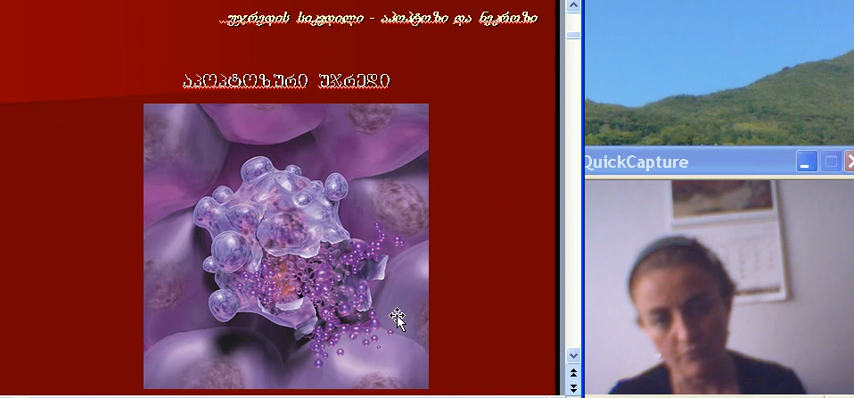 უჯრედის სიკვდილი - აპოპტოზი და ნეკროზი
აპოპტოზური უჯრედი
QuickCapture